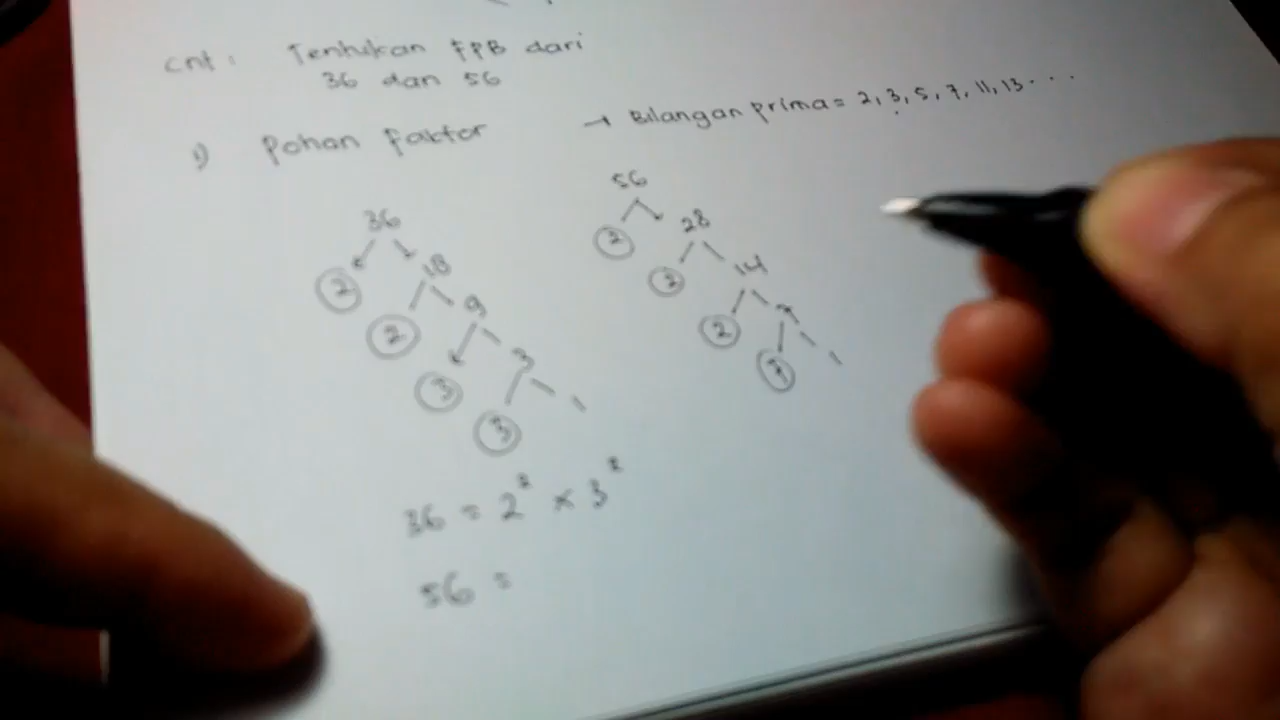 cnt : Tentukan FPB dari
36 dan 56
1) Pohon faktor
→ Bilangan prima = 2, 3, 5, 7, 11, 13 ...
36
2 18
2 9
3 3
3
56
2 28
2 14
2 7
7
36 = 2² × 3²
56 =